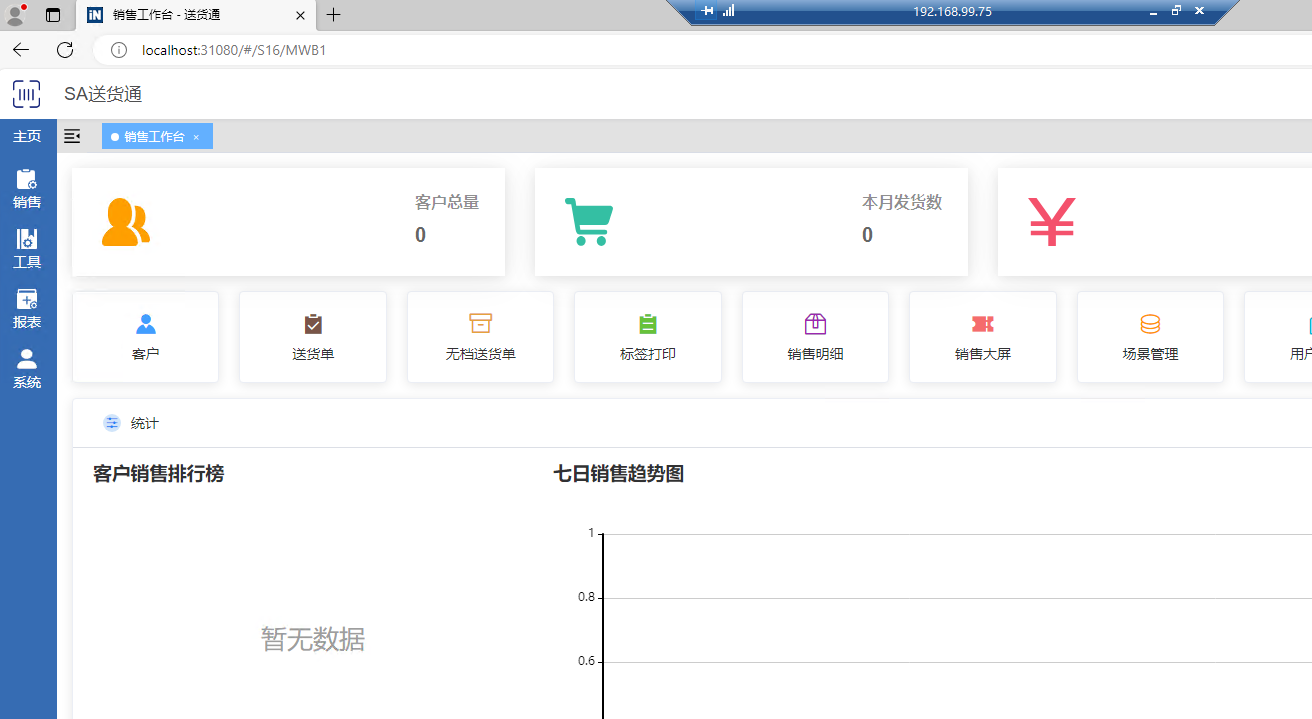 销售工作台 - 送货通
192.168.99.75
localhost:31080/#/S16/MWB1
SA送货通
主页
销售工作台
销售
工具
报表
系统
客户总量
0
本月发货数
0
客户
送货单
无档送货单
标签打印
销售明细
销售大屏
场景管理
用户
统计
客户销售排行榜
七日销售趋势图
暂无数据
1
0.8
0.6